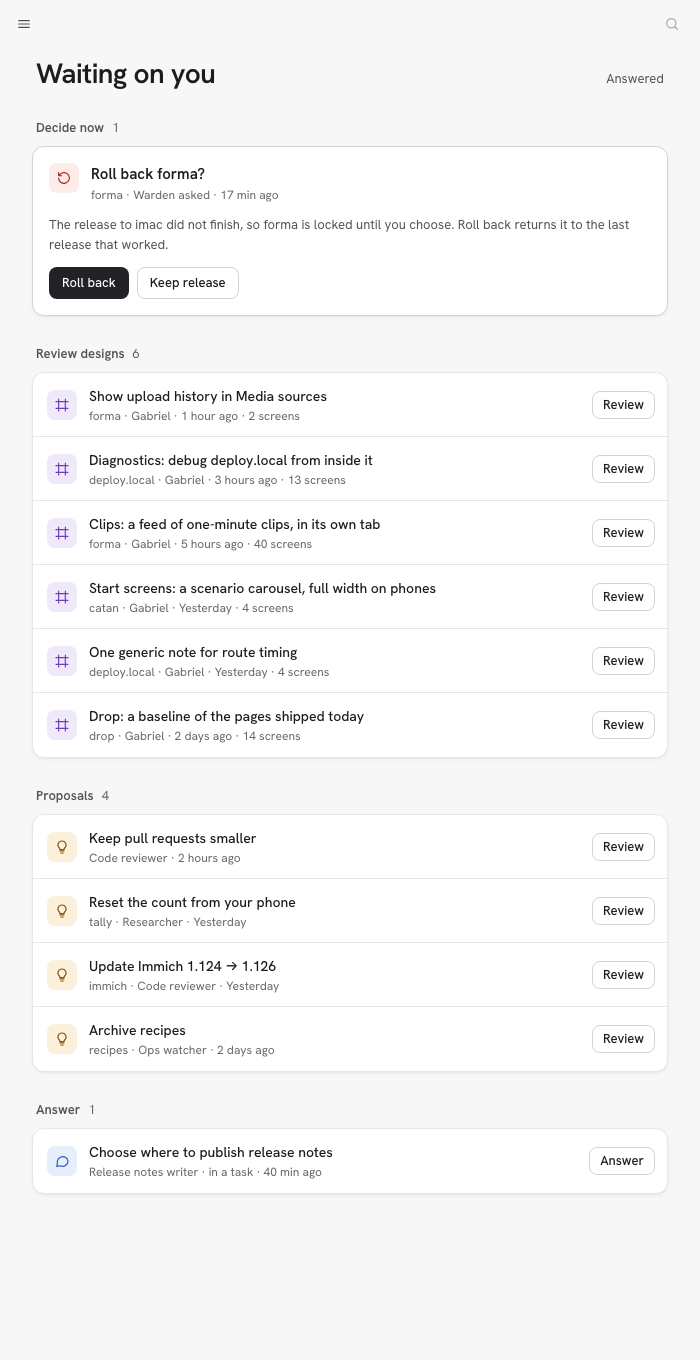 Waiting on you
Answered
Decide now 1
Roll back forma?
forma · Warden asked · 17 min ago
The release to imac did not finish, so forma is locked until you choose. Roll back returns it to the last
release that worked.
Roll back
Keep release
Review designs 6
Show upload history in Media sources
forma · Gabriel · 1 hour ago · 2 screens
Review
Diagnostics: debug deploy.local from inside it
deploy.local · Gabriel · 3 hours ago · 13 screens
Review
Clips: a feed of one-minute clips, in its own tab
forma · Gabriel · 5 hours ago · 40 screens
Review
Start screens: a scenario carousel, full width on phones
catan · Gabriel · Yesterday · 4 screens
Review
One generic note for route timing
deploy.local · Gabriel · Yesterday · 4 screens
Review
Drop: a baseline of the pages shipped today
drop · Gabriel · 2 days ago · 14 screens
Review
Proposals 4
Keep pull requests smaller
Code reviewer · 2 hours ago
Review
Reset the count from your phone
tally · Researcher · Yesterday
Review
Update Immich 1.124 → 1.126
immich · Code reviewer · Yesterday
Review
Archive recipes
recipes · Ops watcher · 2 days ago
Review
Answer 1
Choose where to publish release notes
Release notes writer · in a task · 40 min ago
Answer